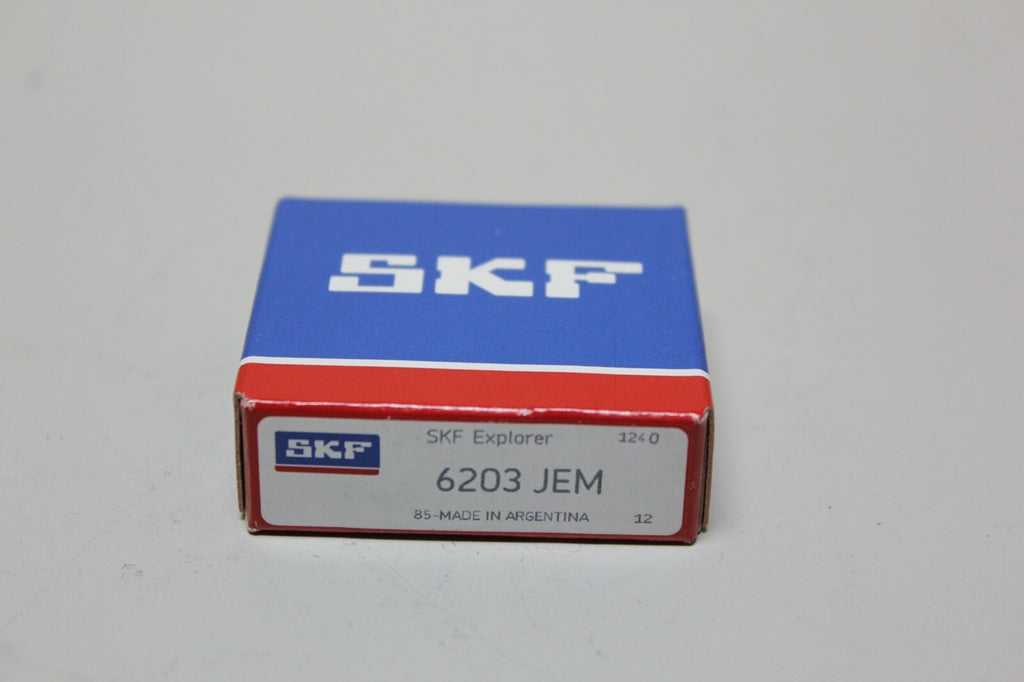 SKF
SKF
SKF Explorer 1240
6203 JEM
85-MADE IN ARGENTINA 12